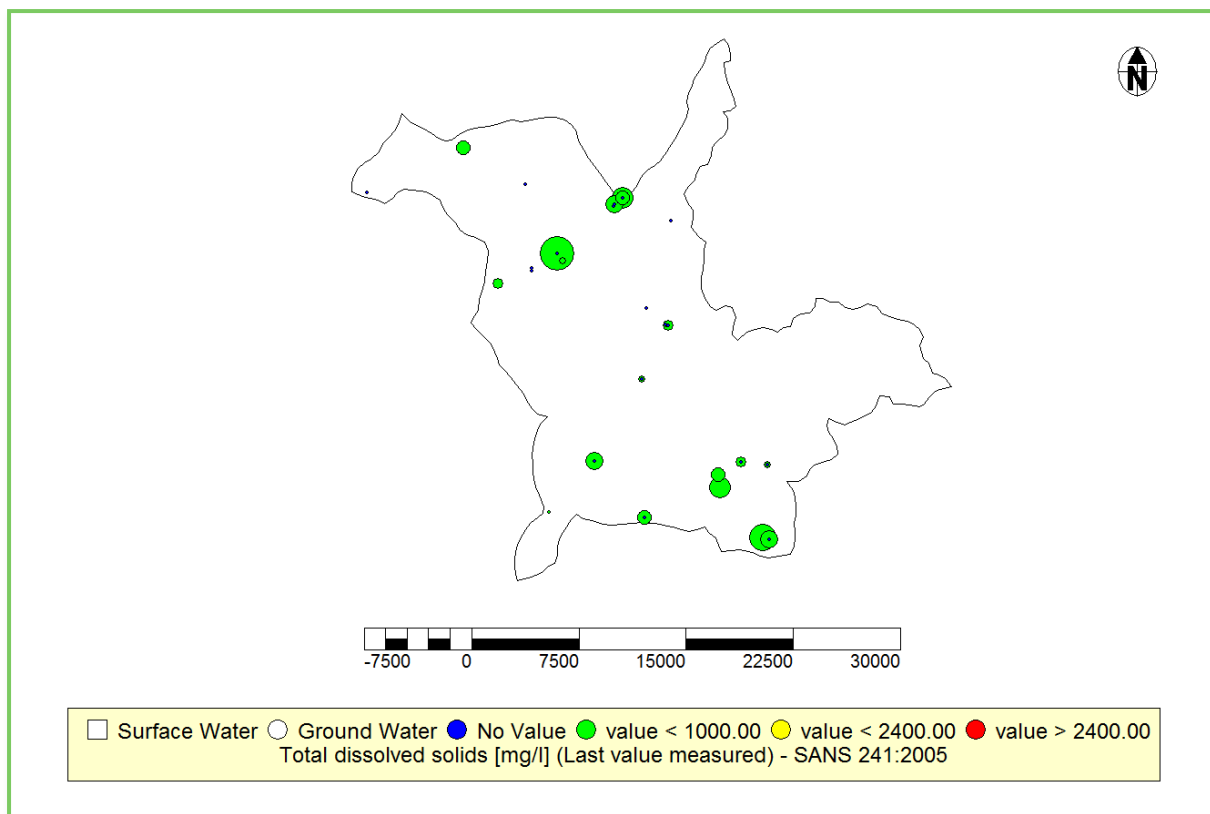 N
-7500 0 7500 15000 22500 30000
Surface Water Ground Water No Value value < 1000.00 value < 2400.00 value > 2400.00
Total dissolved solids [mg/l] (Last value measured) - SANS 241:2005